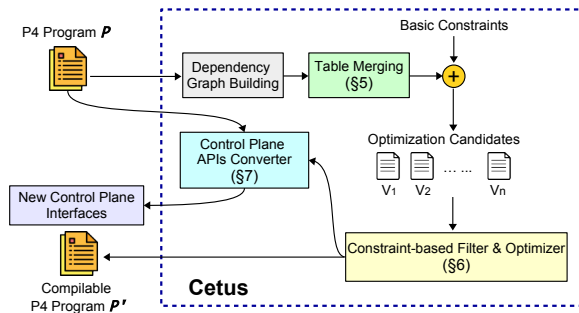 P4 Program P
Basic Constraints
Dependency
Graph Building
Table Merging
(§5)
+
Optimization Candidates
V1 V2 ... ... Vn
Control Plane
APIs Converter
(§7)
New Control Plane
Interfaces
Constraint-based Filter & Optimizer
(§6)
Compilable
P4 Program P'
Cetus